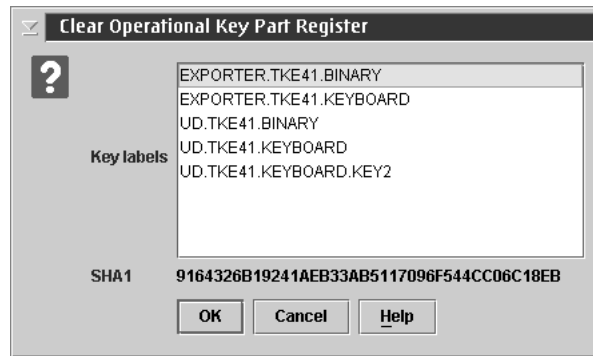 Clear Operational Key Part Register
EXPORTER.TKE41.BINARY
EXPORTER.TKE41.KEYBOARD
UD.TKE41.BINARY
Key labels
UD.TKE41.KEYBOARD
UD.TKE41.KEYBOARD.KEY2
SHA1 9164326B19241AEB33AB5117096F544CC06C18EB
OK Cancel Help